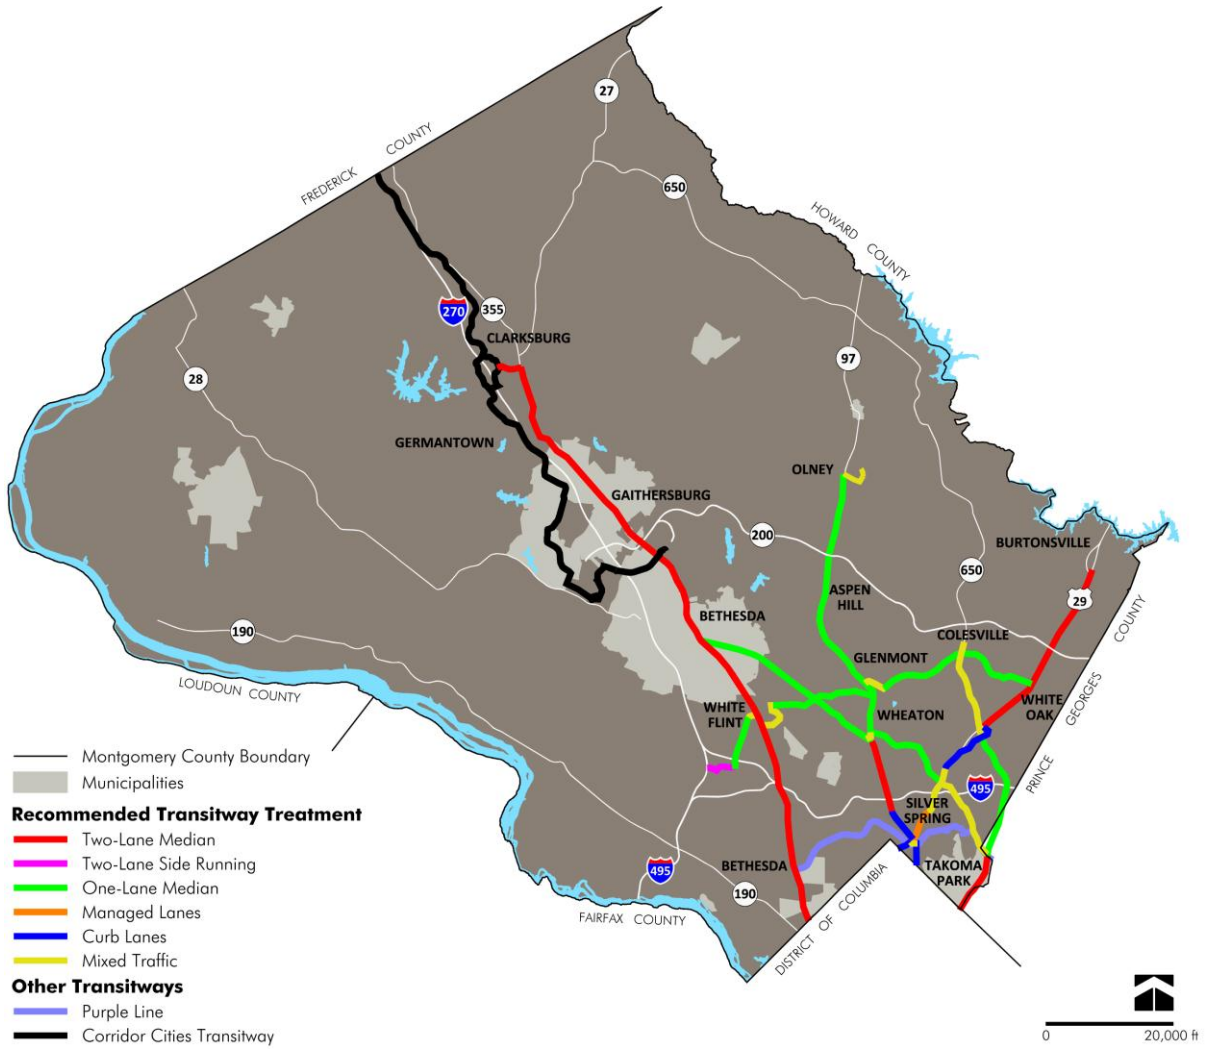 27
FREDERICK COUNTY
650
HOWARD COUNTY
270
355
CLARKSBURG
97
28
GERMANTOWN
OLNEY
GAITHERSBURG
200
BURTONSVILLE
650
ASPEN
HILL
29
BETHESDA
190
COLESVILLE
COUNTY
GLENMONT
LOUDOUN COUNTY
WHITE
FLINT
WHEATON
WHITE
OAK
GEORGE'S
PRINCE
495
SILVER
SPRING
BETHESDA
TAKOMA
PARK
495
190
FAIRFAX COUNTY
DISTRICT OF COLUMBIA
Montgomery County Boundary
Municipalities
Recommended Transitway Treatment
Two-Lane Median
Two-Lane Side Running
One-Lane Median
Managed Lanes
Curb Lanes
Mixed Traffic
Other Transitways
Purple Line
Corridor Cities Transitway
0 20,000 ft